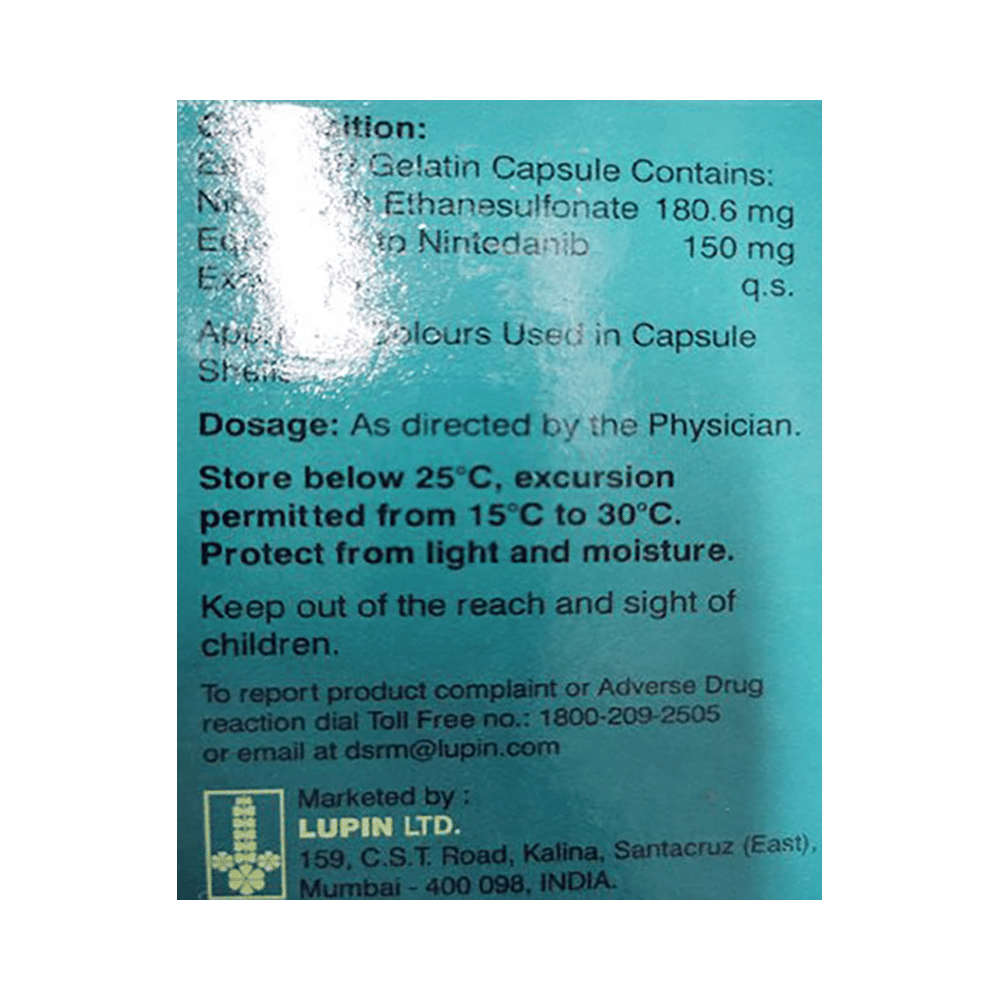 Composition:
Gelatin Capsule Contains:
Ethanesulfonate 180.6 mg
to Nintedanib 150 mg
q.s.
Colours Used in Capsule
Shells
Dosage: As directed by the Physician.
Store below 25°C, excursion
permitted from 15°C to 30°C.
Protect from light and moisture.
Keep out of the reach and sight of
children.
To report product complaint or Adverse Drug
reaction dial Toll Free no.: 1800-209-2505
or email at dsrm@lupin.com
Marketed by :
LUPIN LTD.
159, C.S.T. Road, Kalina, Santacruz (East),
Mumbai - 400 098, INDIA.